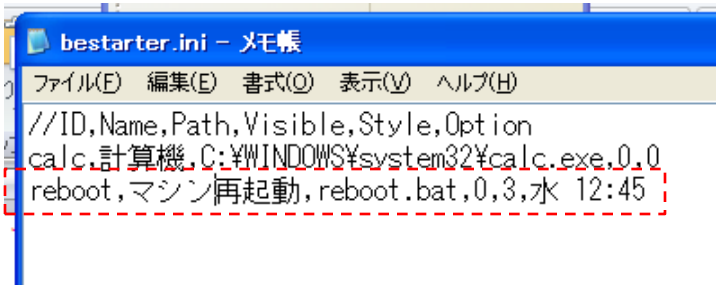 bestarter.ini - メモ帳
ファイル(F) 編集(E) 書式(O) 表示(V) ヘルプ(H)
//ID,Name,Path,Visible,Style,Option
calc,計算機,C:¥WINDOWS¥system32¥calc.exe,0,0
reboot,マシン再起動,reboot.bat,0,3,水 12:45